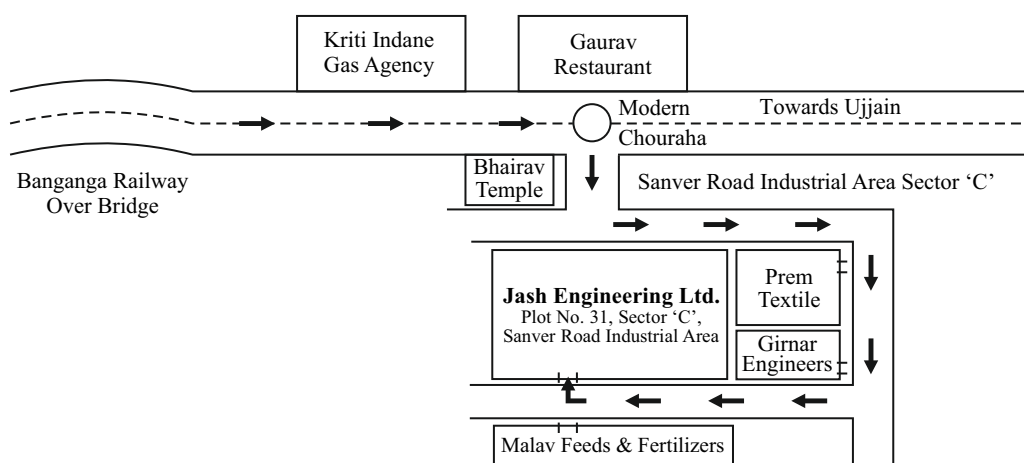 Kriti Indane
Gas Agency
Gaurav
Restaurant
Modern
Chouraha
Towards Ujjain
Banganga Railway
Over Bridge
Bhairav
Temple
Sanver Road Industrial Area Sector ‘C’
Jash Engineering Ltd.
Plot No. 31, Sector ‘C’,
Sanver Road Industrial Area
Prem
Textile
Girnar
Engineers
Malav Feeds & Fertilizers